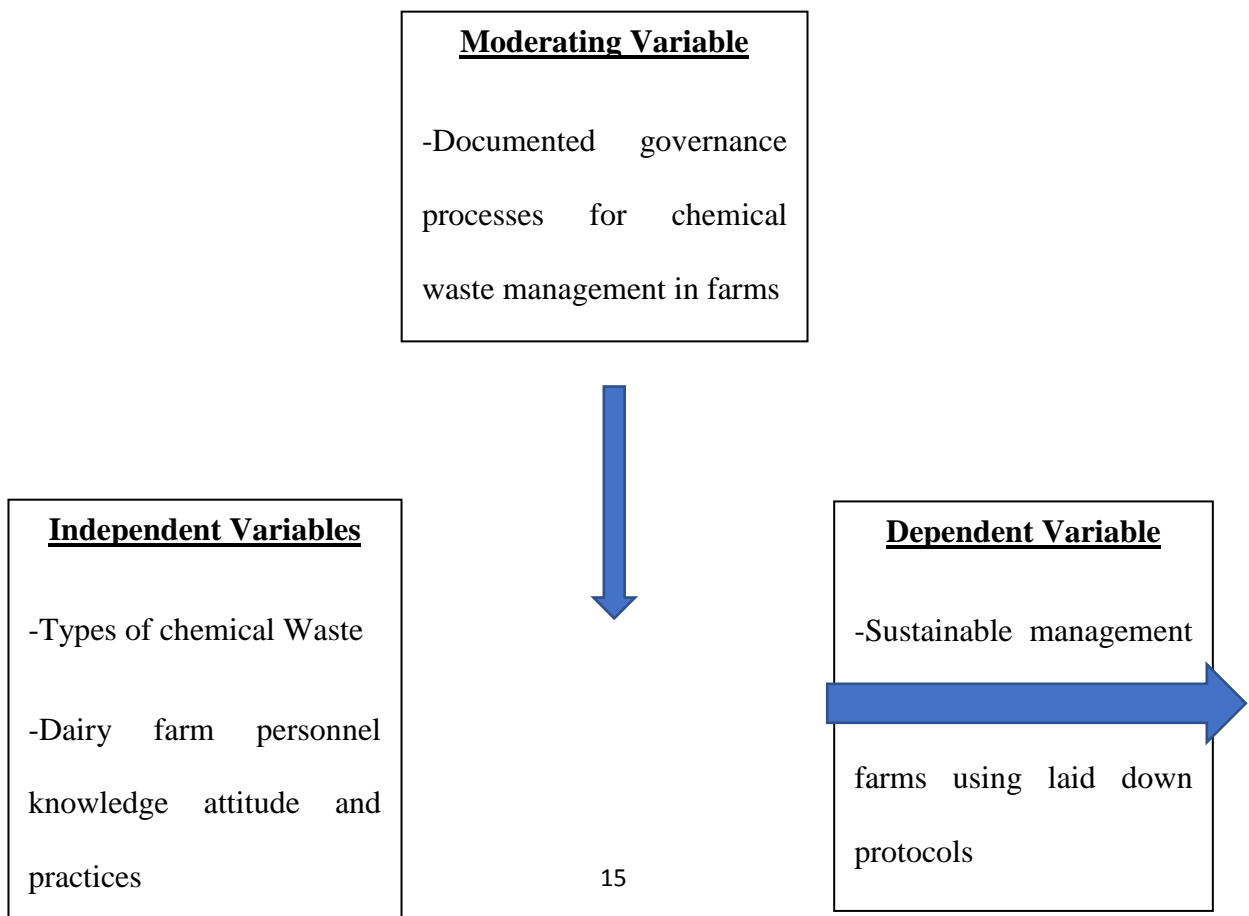 Moderating Variable
-Documented governance
processes for chemical
waste management in farms
Independent Variables
-Types of chemical Waste
-Dairy farm personnel
knowledge attitude and
practices
Dependent Variable
-Sustainable management
farms using laid down
protocols
15